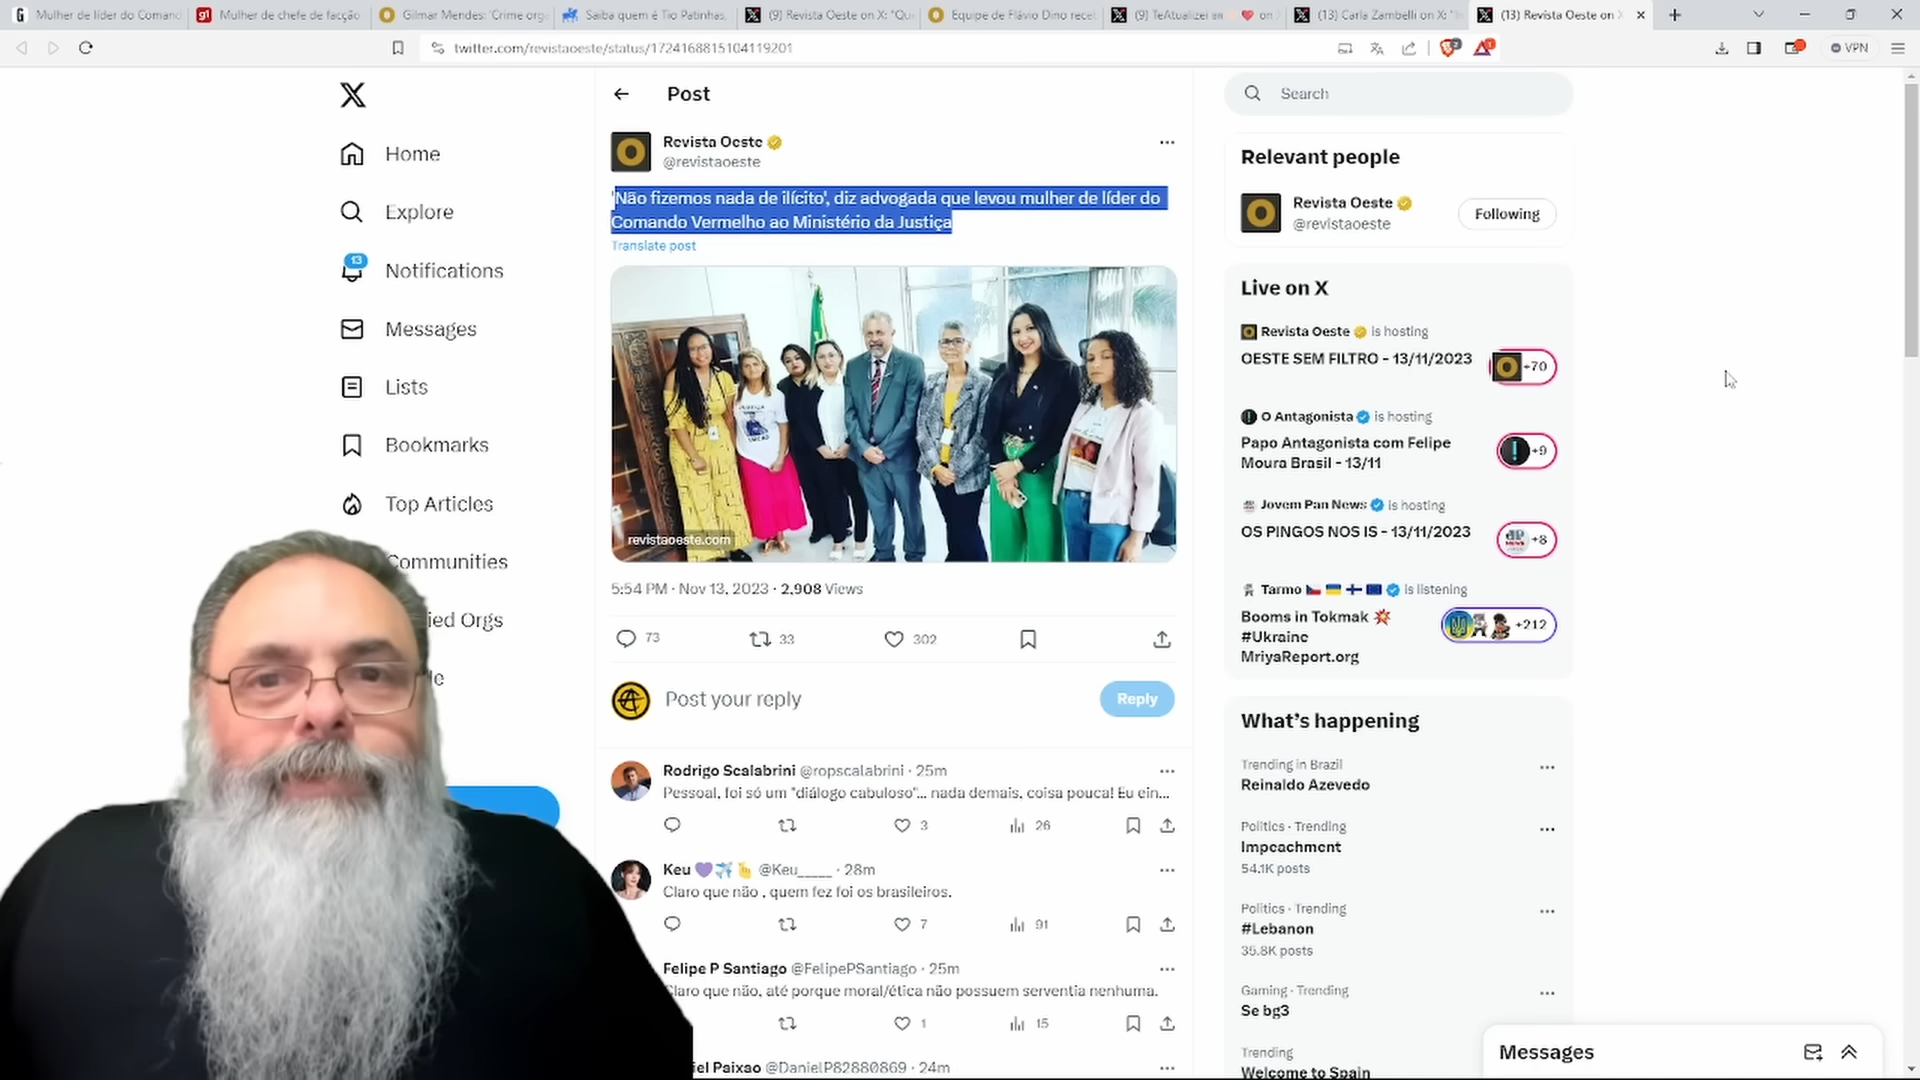 Mulher de líder do Comand
Mulher de chefe de facção
Gilmar Mendes: 'Crime org
Saiba quem é Tio Patinhas,
(9) Revista Oeste on X: "Qu
Equipe de Flávio Dino recel
(9) TeAtualizei
on
(13) Carla Zambelli on X: "
(13) Revista Oeste on X
twitter.com/revistaoeste/status/1724168815104119201
VPN
Home
Explore
13
Notifications
Messages
Lists
Bookmarks
Top Articles
Communities
ied Orgs
le
Post
Revista Oeste
@revistaoeste
'Não fizemos nada de ilícito', diz advogada que levou mulher de líder do
Comando Vermelho ao Ministério da Justiça
Translate post
revistaoeste.com
5:54 PM · Nov 13, 2023 · 2,908 Views
73
33
302
Post your reply
Reply
Rodrigo Scalabrini @ropscalabrini · 25m
Pessoal, foi só um "diálogo cabuloso"... nada demais, coisa pouca! Eu ein...
3
26
Keu 💜✈️👆 @Keu_____ · 28m
Claro que não , quem fez foi os brasileiros.
7
91
Felipe P Santiago @FelipePSantiago · 25m
Claro que não, até porque moral/ética não possuem serventia nenhuma.
1
15
iel Paixao @DanielP82880869 · 24m
Search
Relevant people
Revista Oeste
@revistaoeste
Following
Live on X
Revista Oeste is hosting
OESTE SEM FILTRO - 13/11/2023
+70
O Antagonista is hosting
Papo Antagonista com Felipe
Moura Brasil - 13/11
+9
Jovem Pan News is hosting
OS PINGOS NOS IS - 13/11/2023
+8
Tarmo 🇨🇿 🇺🇦 🇫🇮 🇪🇺 is listening
Booms in Tokmak 💥
#Ukraine
MriyaReport.org
+212
What's happening
Trending in Brazil
Reinaldo Azevedo
Politics · Trending
Impeachment
54.1K posts
Politics · Trending
#Lebanon
35.8K posts
Gaming · Trending
Se bg3
Trending
Welcome to Spain
Messages